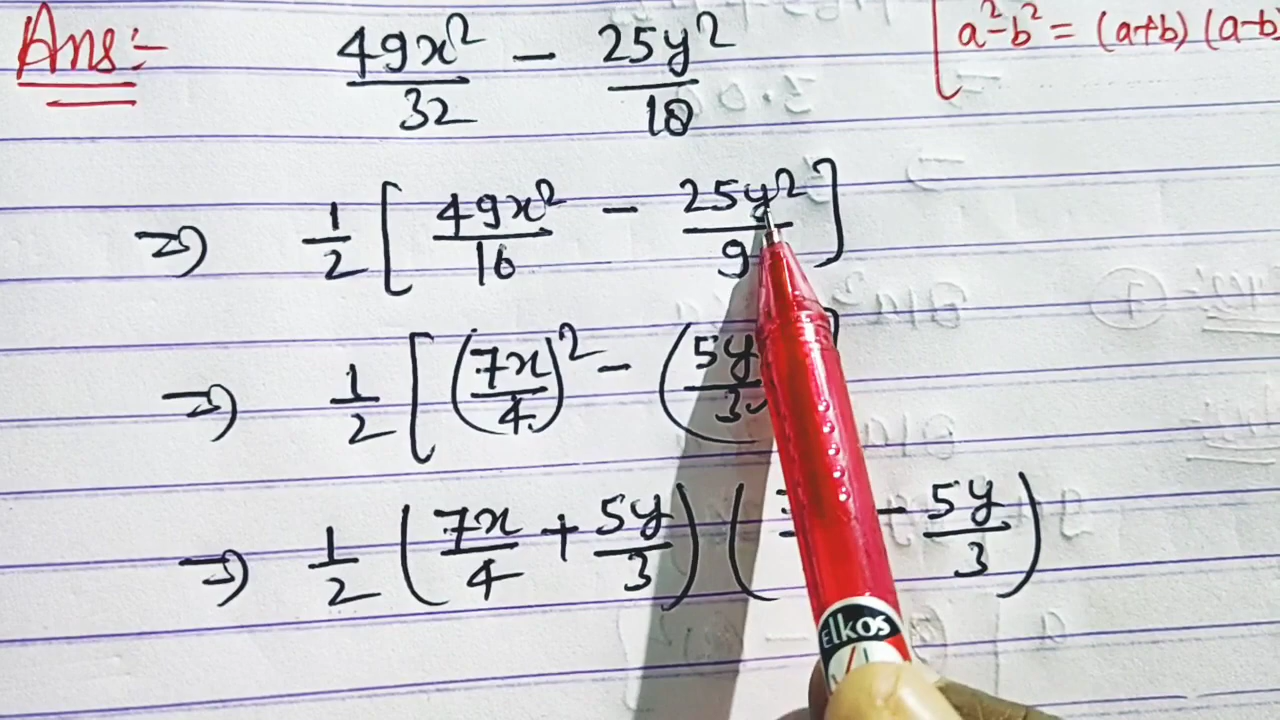 Ans:-
49x²/32 - 25y²/18
[a²-b² = (a+b) (a-b)
⇒ 1/2 [ 49x²/16 - 25y²/9 ]
⇒ 1/2 [ (7x/4)² - (5y/3
⇒ 1/2 ( 7x/4 + 5y/3 ) ( - 5y/3 )
elkos